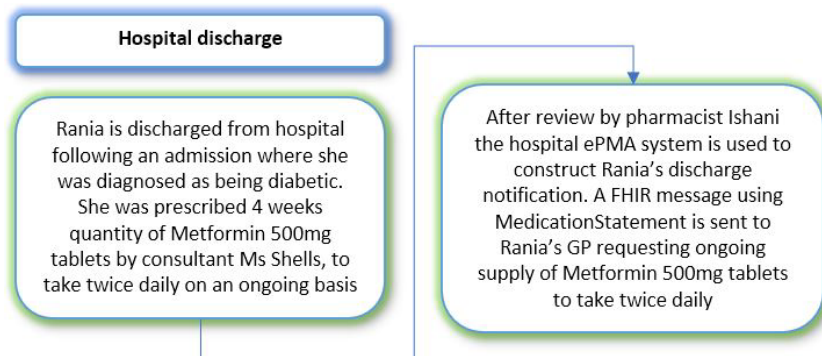 Hospital discharge
Rania is discharged from hospital
following an admission where she
was diagnosed as being diabetic.
She was prescribed 4 weeks
quantity of Metformin 500mg
tablets by consultant Ms Shells, to
take twice daily on an ongoing basis
After review by pharmacist Ishani
the hospital ePMA system is used to
construct Rania’s discharge
notification. A FHIR message using
MedicationStatement is sent to
Rania’s GP requesting ongoing
supply of Metformin 500mg tablets
to take twice daily